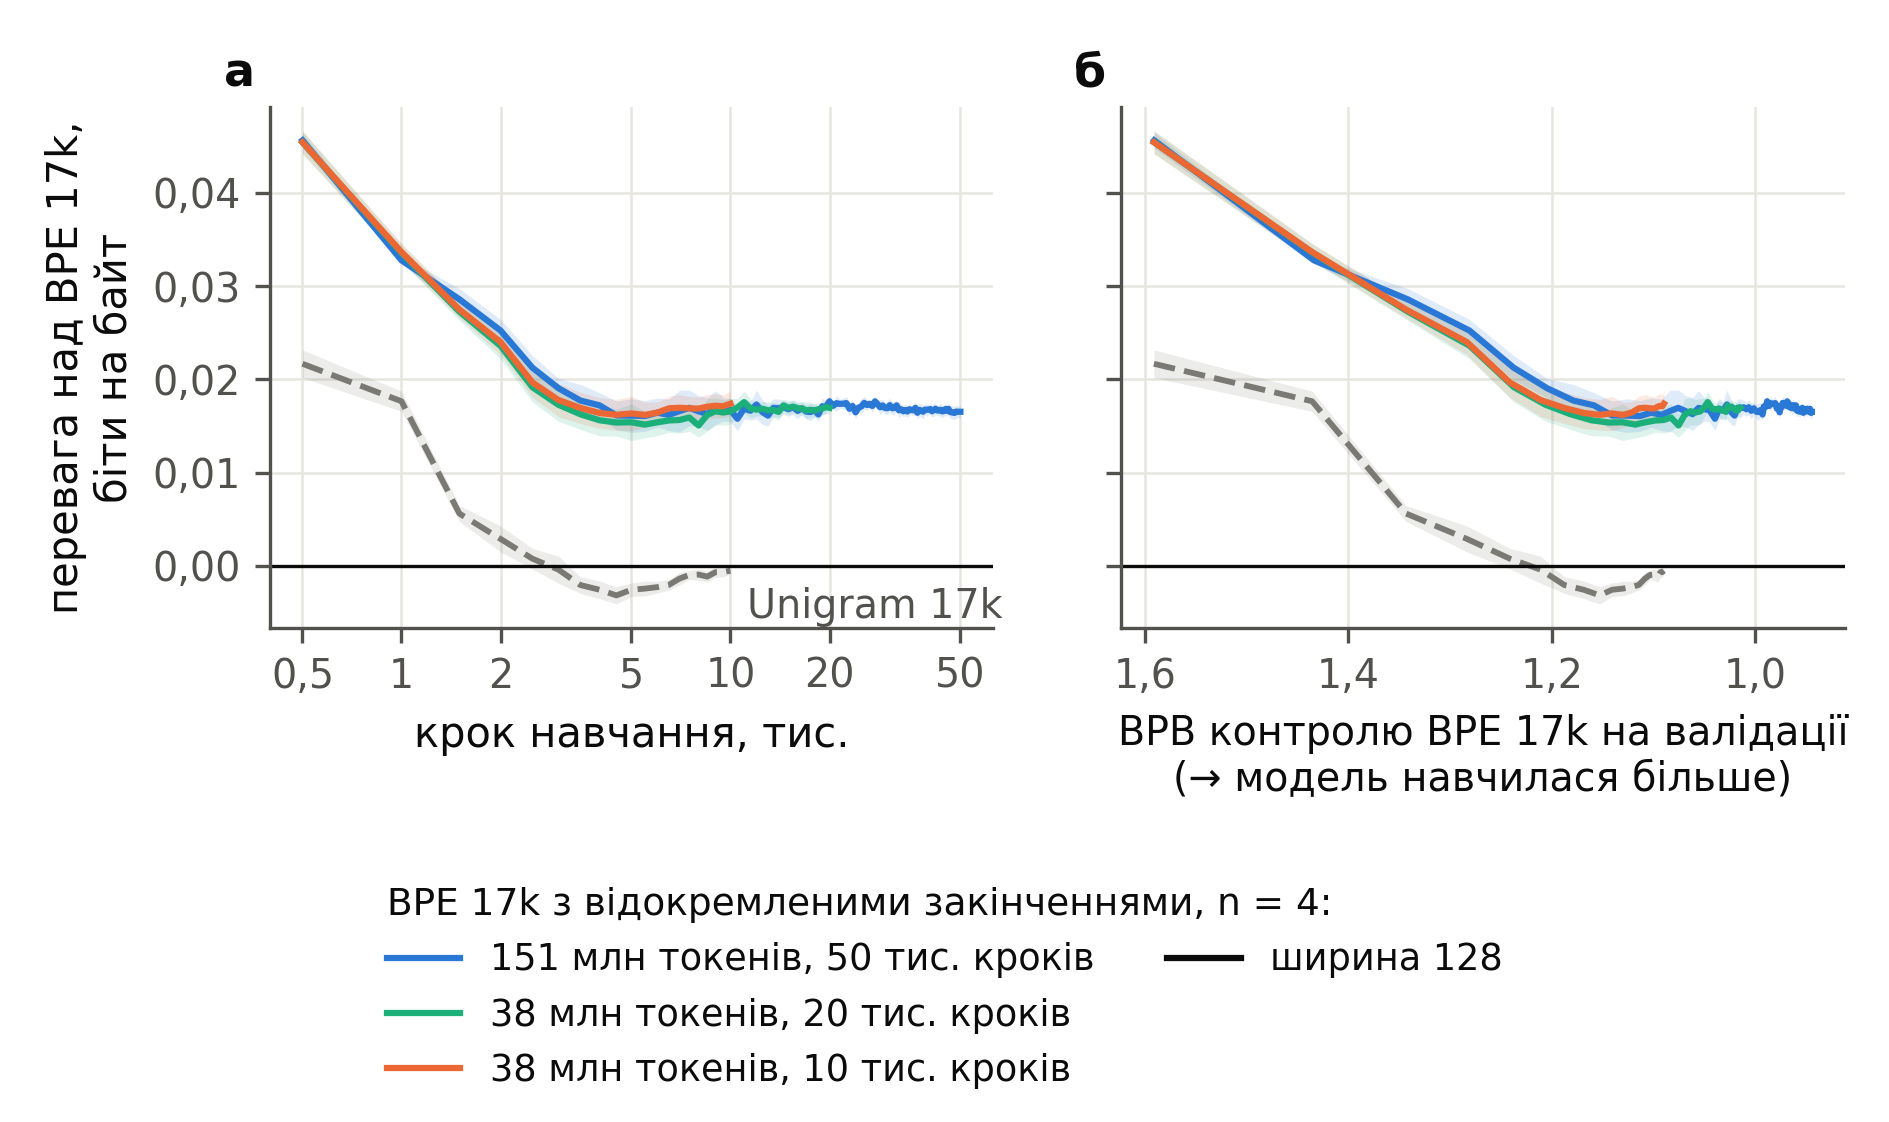 а
перевага над BPE 17k,
біти на байт
0,04
0,03
0,02
0,01
0,00
Unigram 17k
0,5 1 2 5 10 20 50
крок навчання, тис.
б
1,6 1,4 1,2 1,0
BPB контролю BPE 17k на валідації
(→ модель навчилася більше)
BPE 17k з відокремленими закінченнями, n = 4:
151 млн токенів, 50 тис. кроків
38 млн токенів, 20 тис. кроків
38 млн токенів, 10 тис. кроків
ширина 128